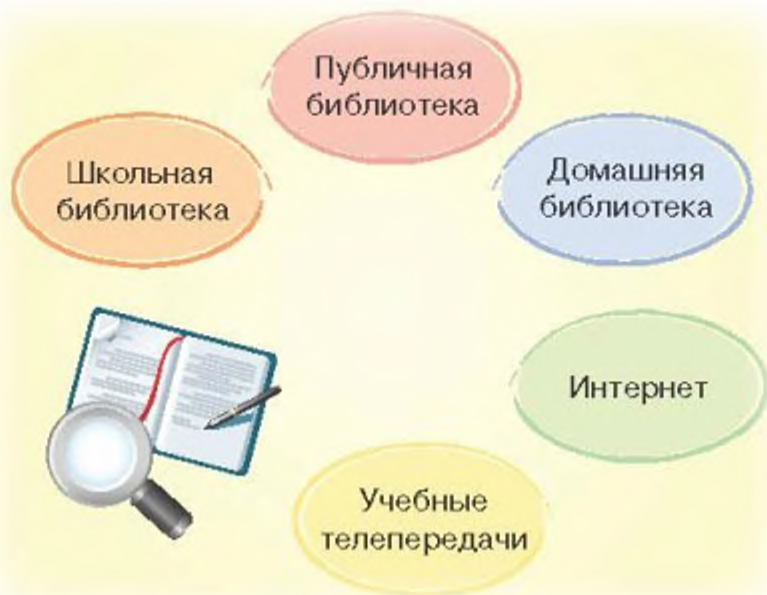 Публичная
библиотека
Школьная
библиотека
Домашняя
библиотека
Интернет
Учебные
телепередачи